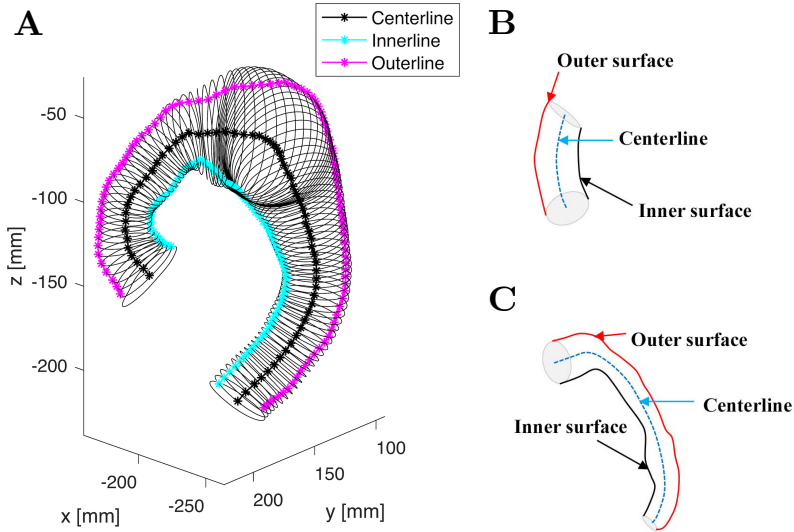 A
Centerline
Innerline
Outerline
-50
-100
-150
-200
z [mm]
-200
-250
x [mm]
200
150
100
y [mm]
B
Outer surface
Centerline
Inner surface
C
Outer surface
Centerline
Inner surface